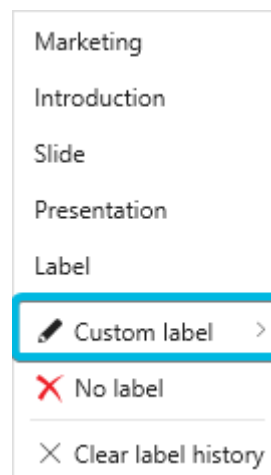 Marketing
Introduction
Slide
Presentation
Label
Custom label
No label
Clear label history